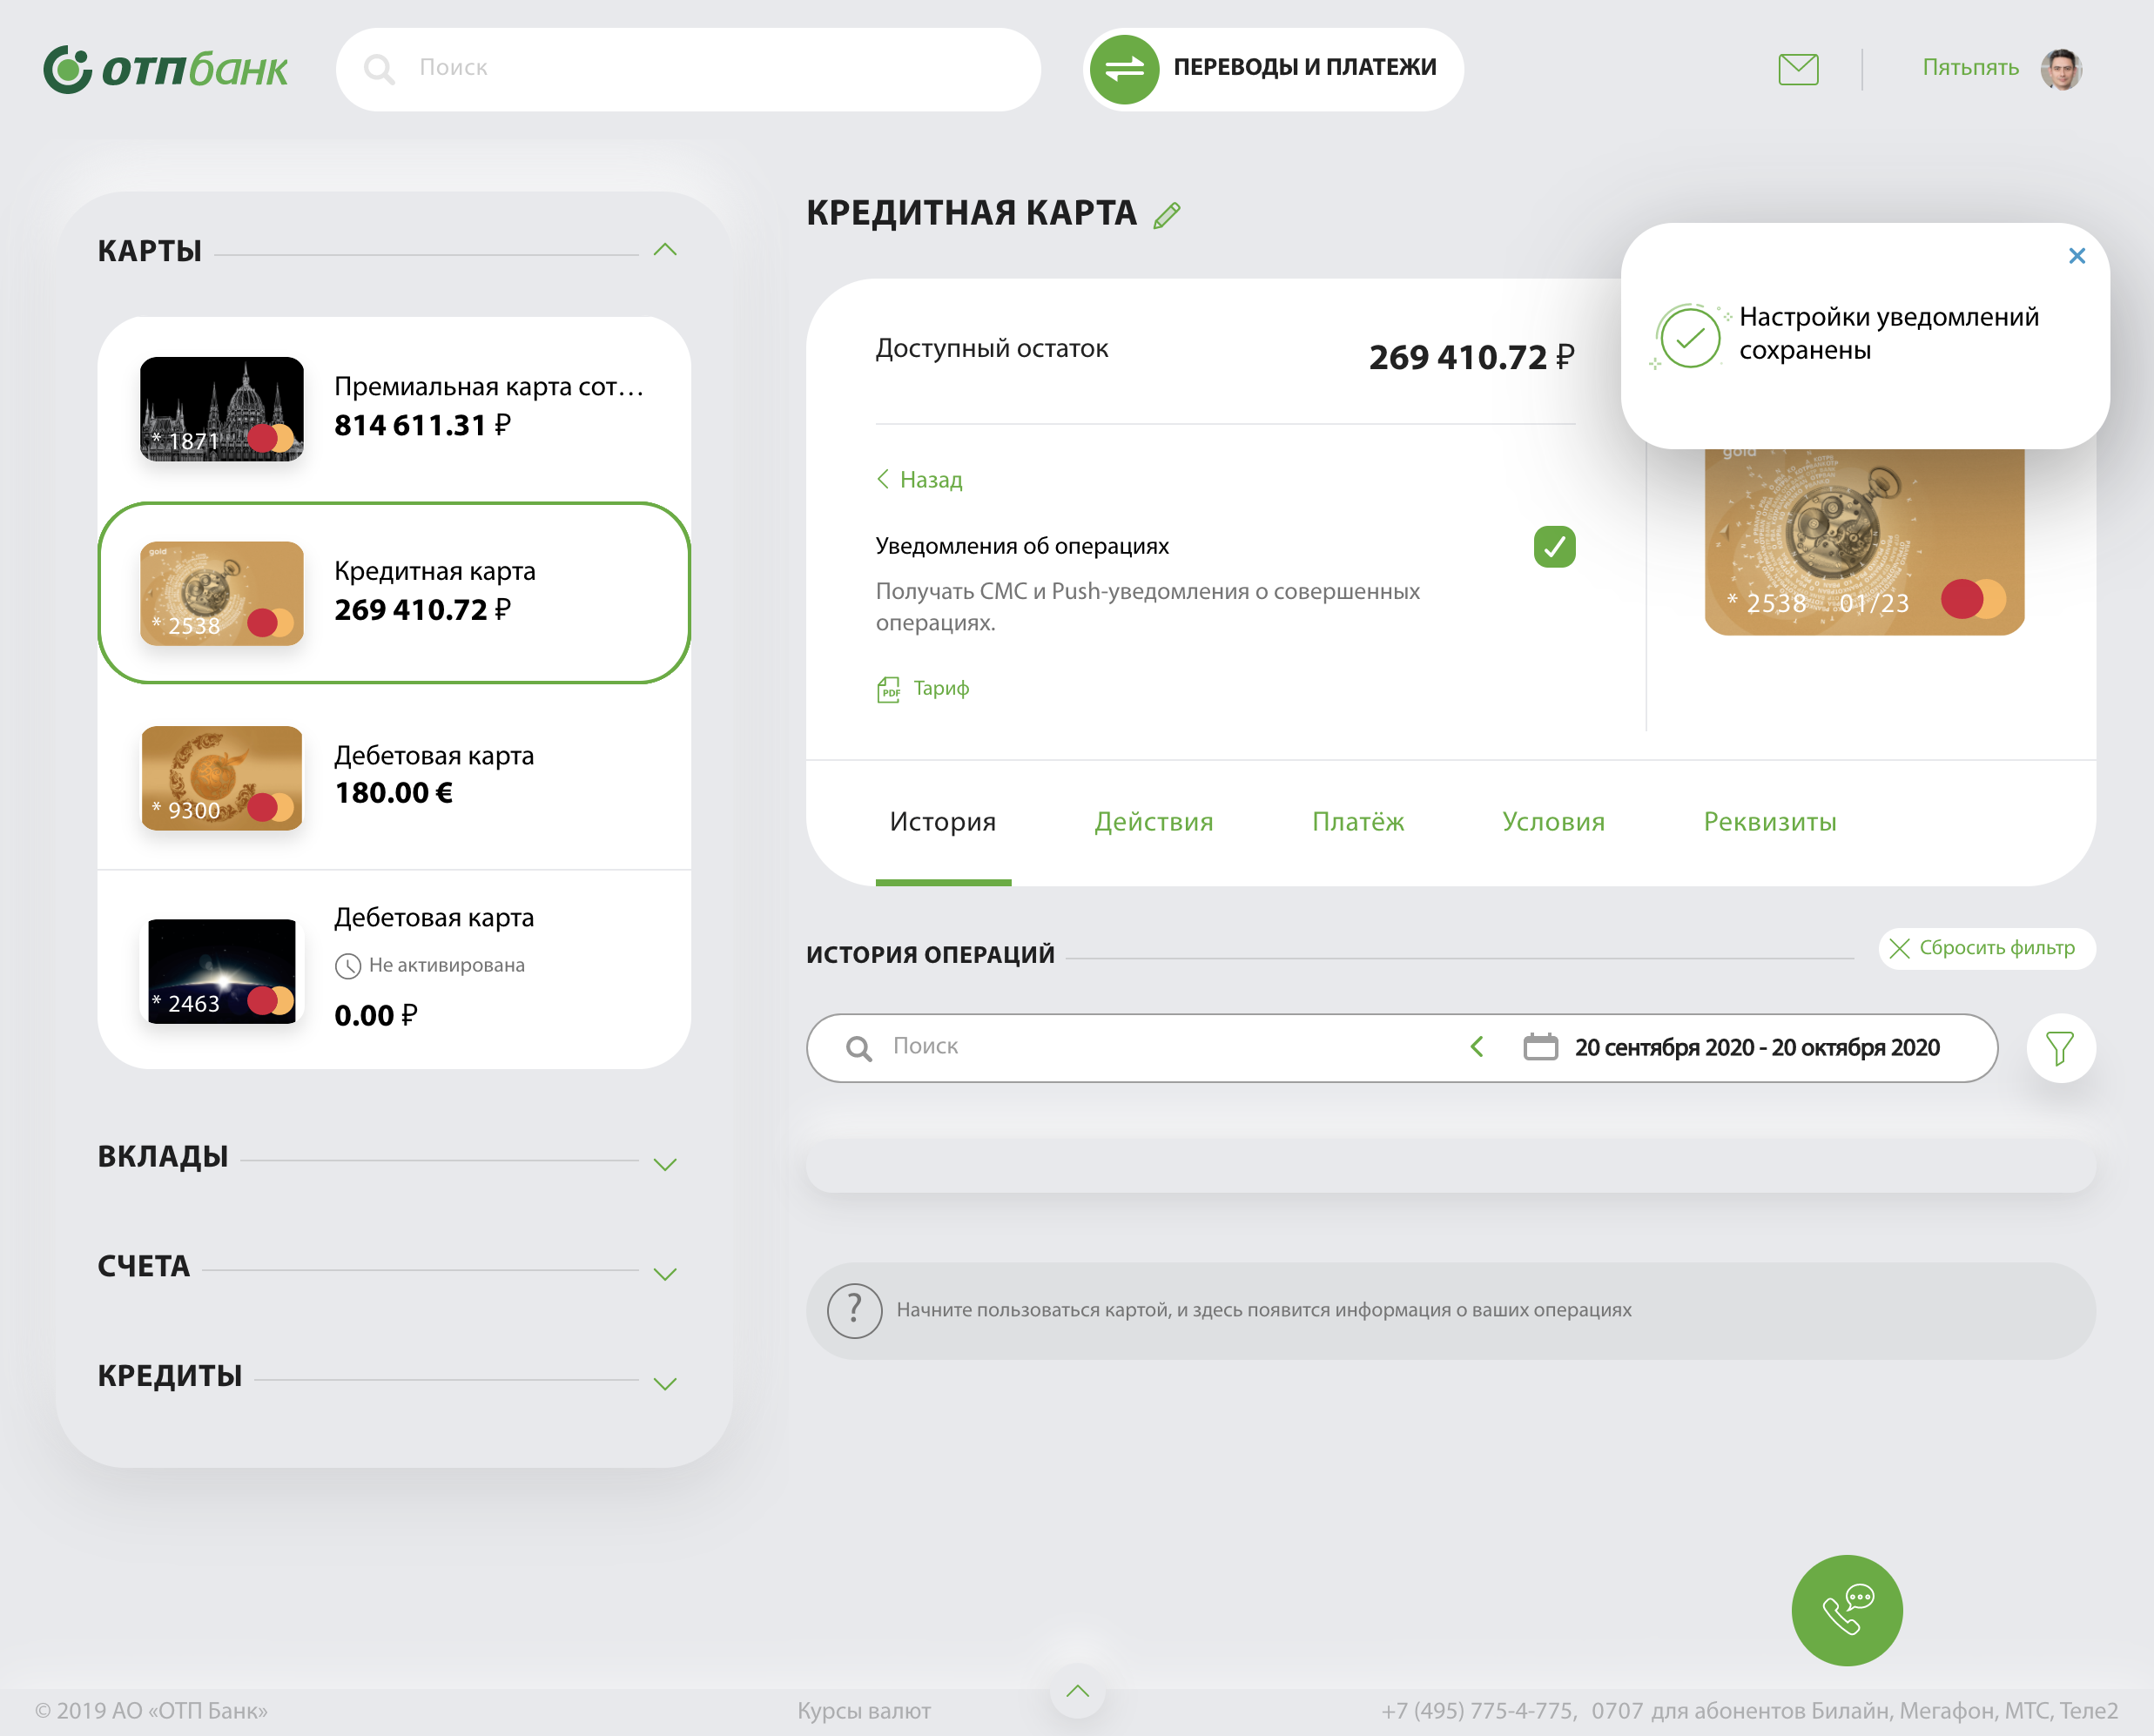 отпбанк
Поиск
ПЕРЕВОДЫ И ПЛАТЕЖИ
Пятьпять
КАРТЫ
Премиальная карта сот...
814 611.31 ₽
* 1871
gold
Кредитная карта
269 410.72 ₽
* 2538
Дебетовая карта
180.00 €
* 9300
Дебетовая карта
Не активирована
* 2463
0.00 ₽
ВКЛАДЫ
СЧЕТА
КРЕДИТЫ
КРЕДИТНАЯ КАРТА
Настройки уведомлений
сохранены
Доступный остаток
269 410.72 ₽
Назад
Уведомления об операциях
Получать СМС и Push-уведомления о совершенных
операциях.
PDF Тариф
gold
* 2538 01/23
История
Действия
Платёж
Условия
Реквизиты
ИСТОРИЯ ОПЕРАЦИЙ
Сбросить фильтр
Поиск
20 сентября 2020 - 20 октября 2020
? Начните пользоваться картой, и здесь появится информация о ваших операциях
© 2019 АО «ОТП Банк»
Курсы валют
+7 (495) 775-4-775, 0707 для абонентов Билайн, Мегафон, МТС, Теле2